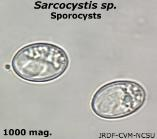 Sarcocystis sp.
Sporocysts
1000 mag.
JRDF-CVM-NCSU